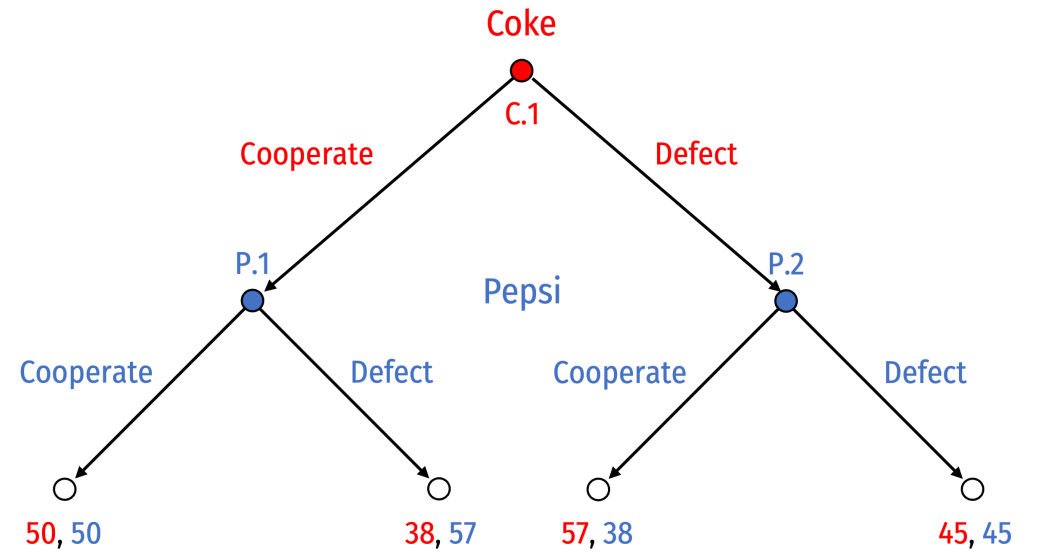 Coke
C.1
Cooperate
Defect
P.1
P.2
Pepsi
Cooperate
Defect
Cooperate
Defect
50, 50
38, 57
57, 38
45, 45